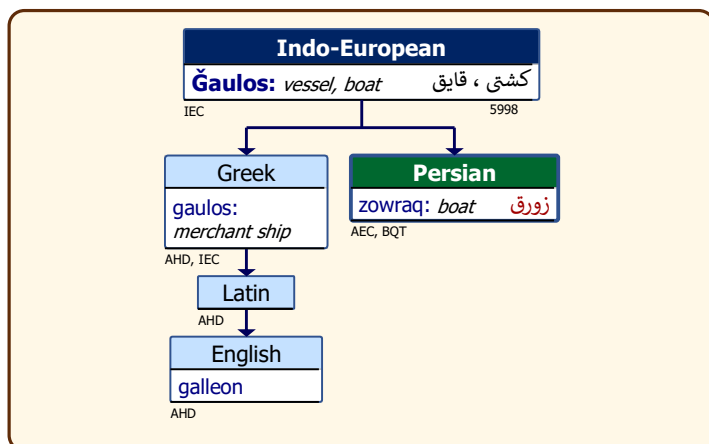 Indo-European
Ğaulos: vessel, boat کشتی ، قایق
IEC 5998
Greek
gaulos:
merchant ship
AHD, IEC
Persian
zowraq: boat زورق
AEC, BQT
Latin
AHD
English
galleon
AHD